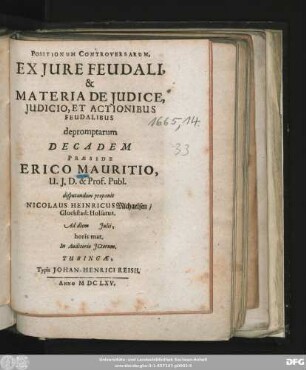 POSITIONUM CONTROVERSARUM,
EX JURE FEUDALI,
&
MATERIA DE JUDICE,
JUDICIO, ET ACTIONIBUS
FEUDALIBUS
depromptarum
DECADEM
PRÆSIDE
ERICO MAURITIO,
U. J. D. & Prof. Publ.
disputandam proponit
NICOLAUS HEINRICUS Michaelsen /
Gluckstad: Holsatus.
Ad diem Julii,
horis mat.
In Auditorio JCtorum,
TUBINGÆ,
Typis JOHAN-HENRICI REISII,
Anno M DC LXV.
1665,14.
33
DFG